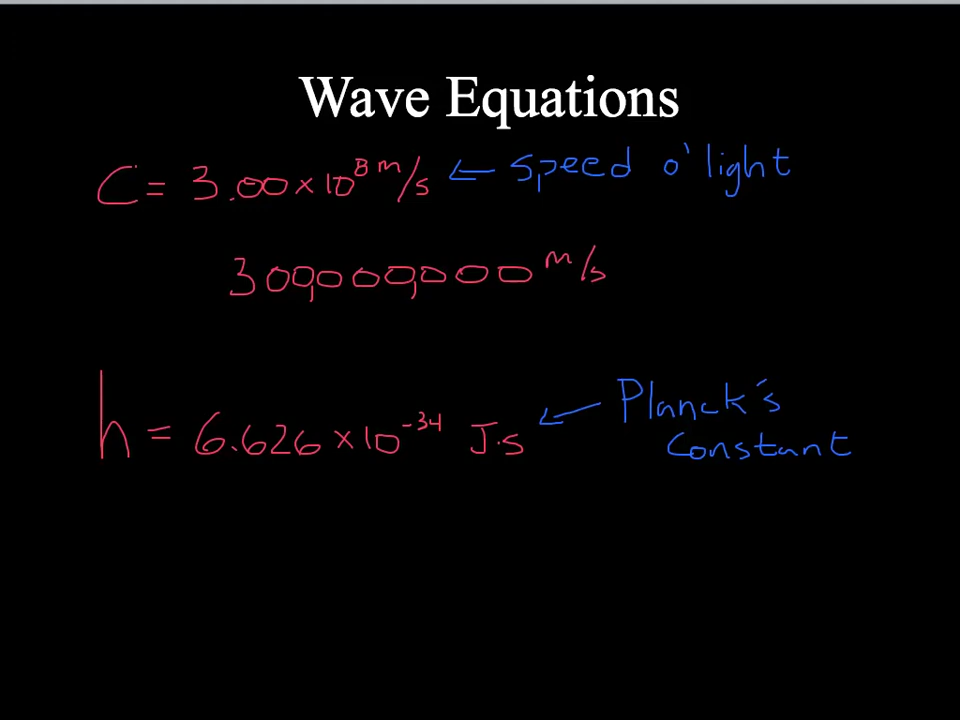 Wave Equations
C = 3.00 × 10⁸ m/s ← speed o' light
300,000,000 m/s
h = 6.626 × 10⁻³⁴ J·s ← Planck's
Constant